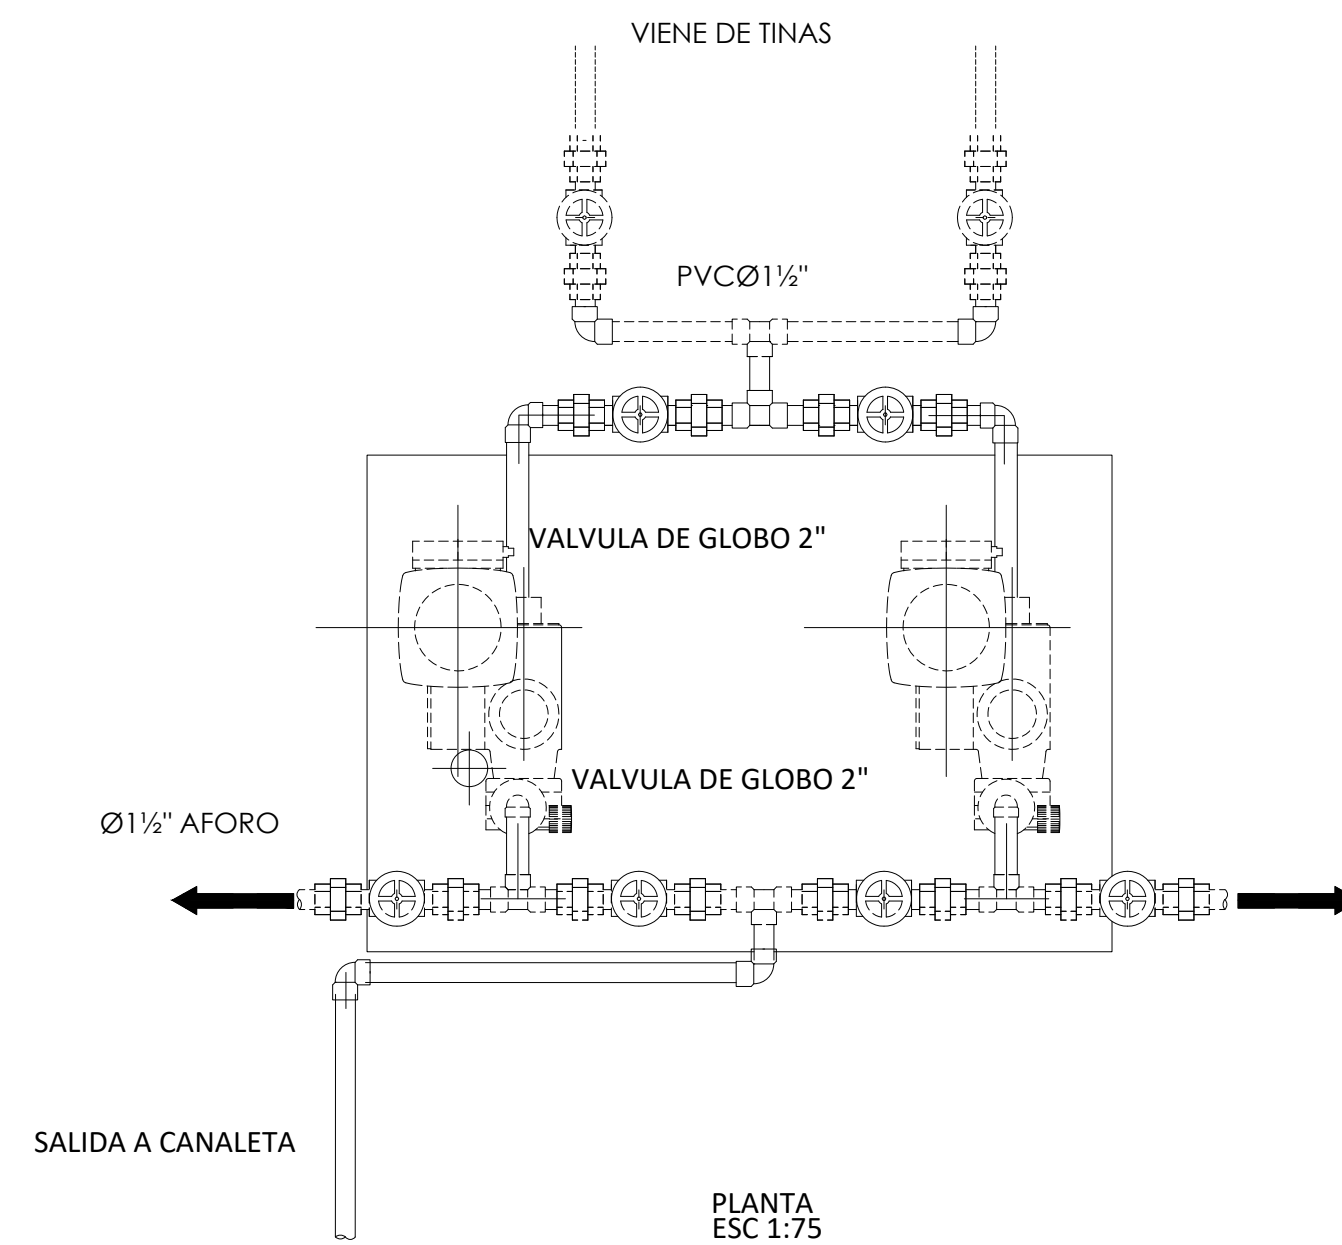 VIENE DE TINAS
PVCØ1½"
VALVULA DE GLOBO 2"
VALVULA DE GLOBO 2"
Ø1½" AFORO
SALIDA A CANALETA
PLANTA
ESC 1:75